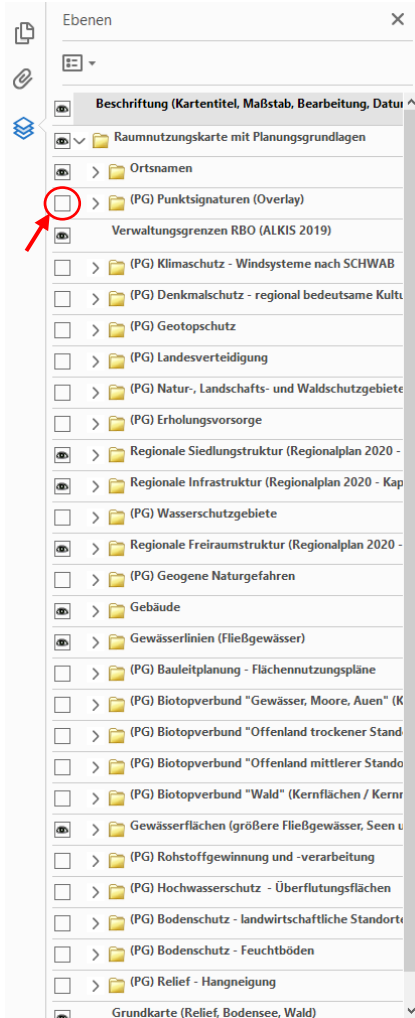 Ebenen
Beschriftung (Kartentitel, Maßstab, Bearbeitung,
Raumnutzungskarte mit Planungsgrundlagen
Ortsnamen
(PG) Punktsignaturen (Overlay)
Verwaltungsgrenzen RBO (ALKIS 2019)
(PG) Klimaschutz - Windsysteme nach SCHWAB
(PG) Denkmalschutz - regional bedeutsame Kultu
(PG) Geotopschutz
(PG) Landesverteidigung
(PG) Natur-, Landschafts- und Waldschutzgebiete
(PG) Erholungsvorsorge
Regionale Siedlungstruktur (Regionalplan 2020 -
Regionale Infrastruktur (Regionalplan 2020 - Kap
(PG) Wasserschutzgebiete
Regionale Freiraumstruktur (Regionalplan 2020 -
(PG) Geogene Naturgefahren
Gebäude
Gewässerlinien (Fließgewässer)
(PG) Bauleitplanung - Flächennutzungspläne
(PG) Biotopverbund "Gewässer, Moore, Auen" (K
(PG) Biotopverbund "Offenland trockener Stand
(PG) Biotopverbund "Offenland mittlerer Stando
(PG) Biotopverbund "Wald" (Kernflächen / Kernr
Gewässerflächen (größere Fließgewässer, Seen u
(PG) Rohstoffgewinnung und -verarbeitung
(PG) Hochwasserschutz - Überflutungsflächen
(PG) Bodenschutz - landwirtschaftliche Standort
(PG) Bodenschutz - Feuchtböden
(PG) Relief - Hangneigung
Grundkarte (Relief, Bodensee, Wald)